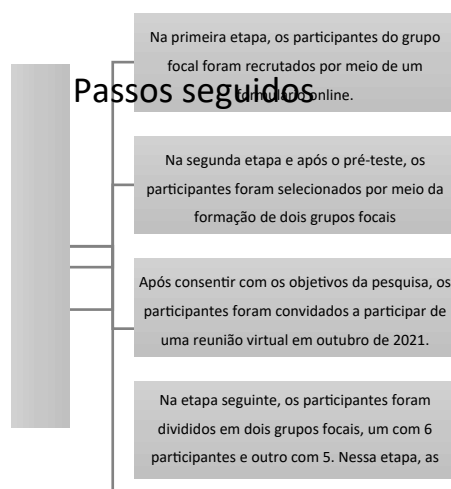 Passos seguidos
Na primeira etapa, os participantes do grupo
focal foram recrutados por meio de um
formulário online.
Na segunda etapa e após o pré-teste, os
participantes foram selecionados por meio da
formação de dois grupos focais
Após consentir com os objetivos da pesquisa, os
participantes foram convidados a participar de
uma reunião virtual em outubro de 2021.
Na etapa seguinte, os participantes foram
divididos em dois grupos focais, um com 6
participantes e outro com 5. Nessa etapa, as